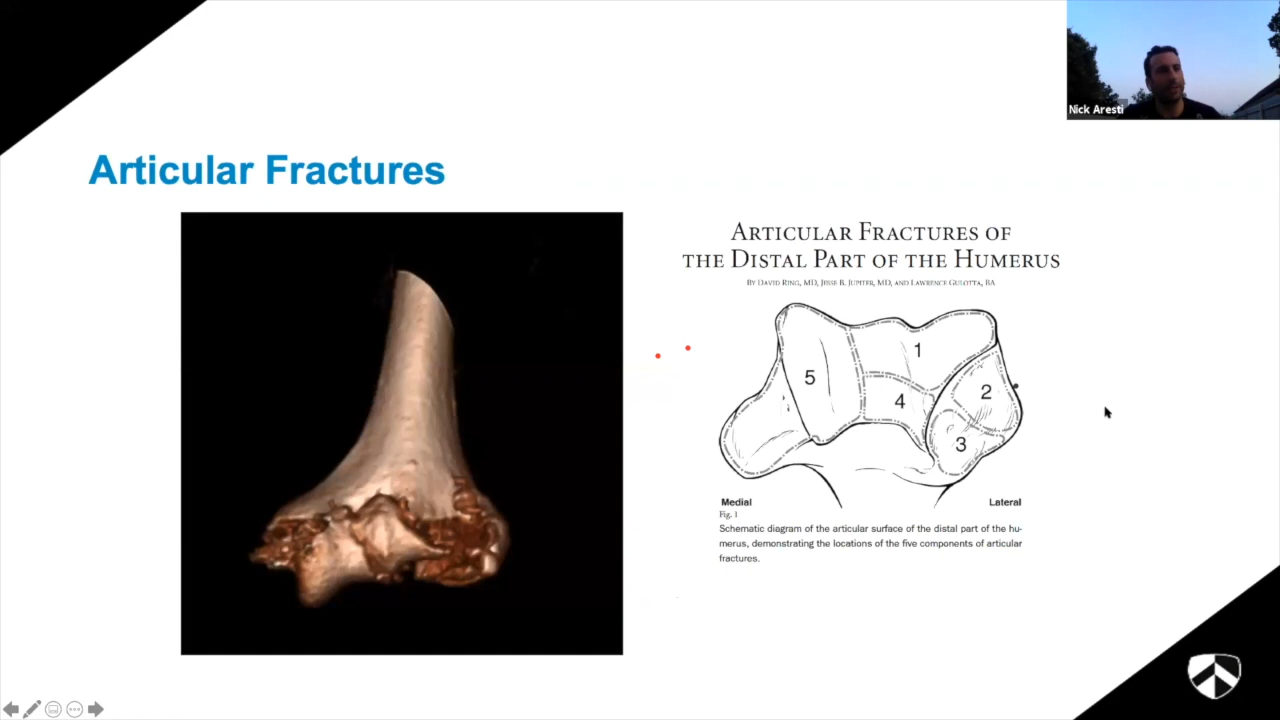 Nick Aresti
Articular Fractures
ARTICULAR FRACTURES OF
THE DISTAL PART OF THE HUMERUS
BY DAVID RING, MD, JESSE B. JUPITER, MD, AND LAWRENCE GULOTTA, BA
1
5
2
4
3
Medial
Lateral
Fig. 1
Schematic diagram of the articular surface of the distal part of the hu-
merus, demonstrating the locations of the five components of articular
fractures.